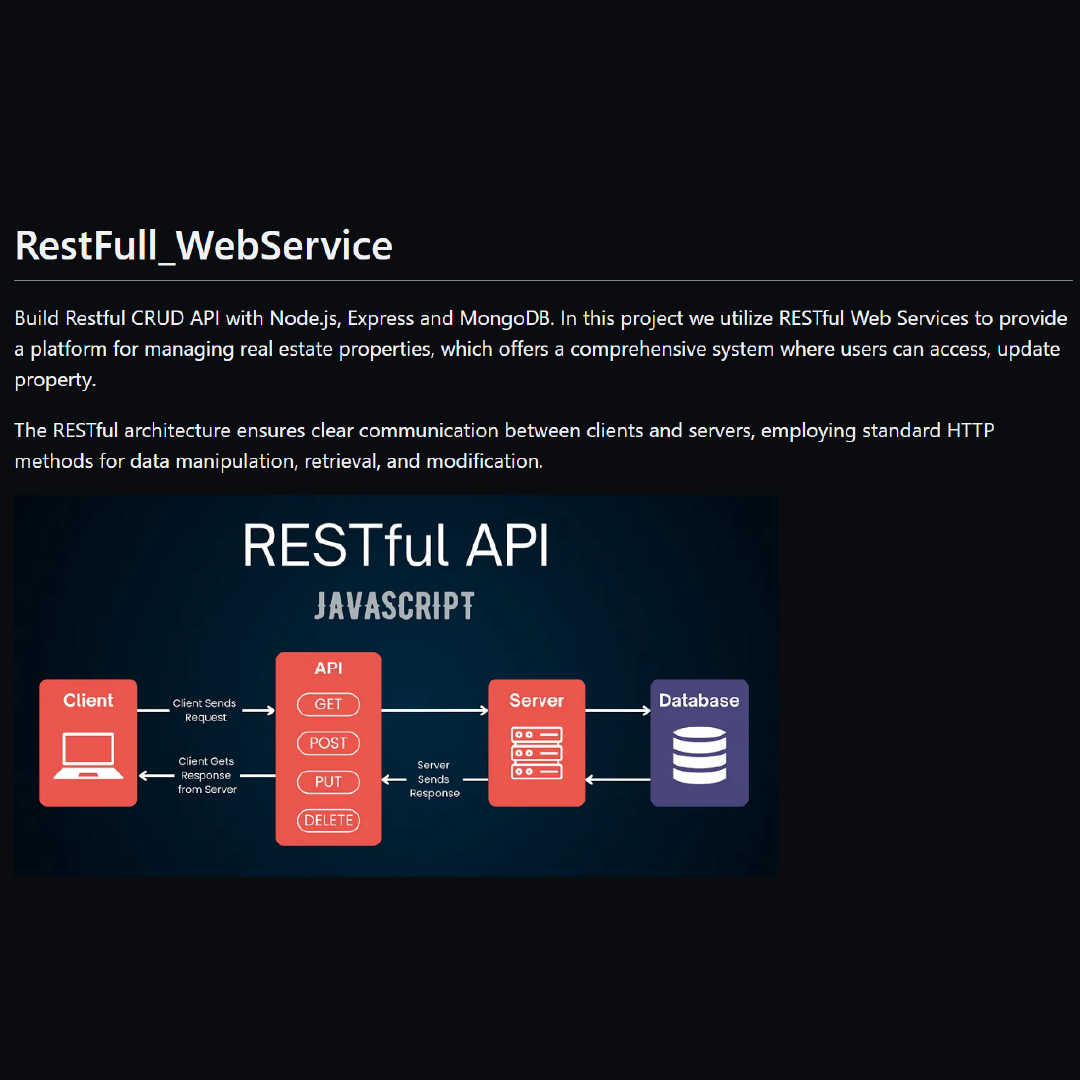 RestFull_WebService
Build Restful CRUD API with Node.js, Express and MongoDB. In this project we utilize RESTful Web Services to provide
a platform for managing real estate properties, which offers a comprehensive system where users can access, update
property.
The RESTful architecture ensures clear communication between clients and servers, employing standard HTTP
methods for data manipulation, retrieval, and modification.
RESTful API
JAVASCRIPT
Client
Client Sends
Request
Client Gets
Response
from Server
API
GET
POST
PUT
DELETE
Server
Sends
Response
Server
Database